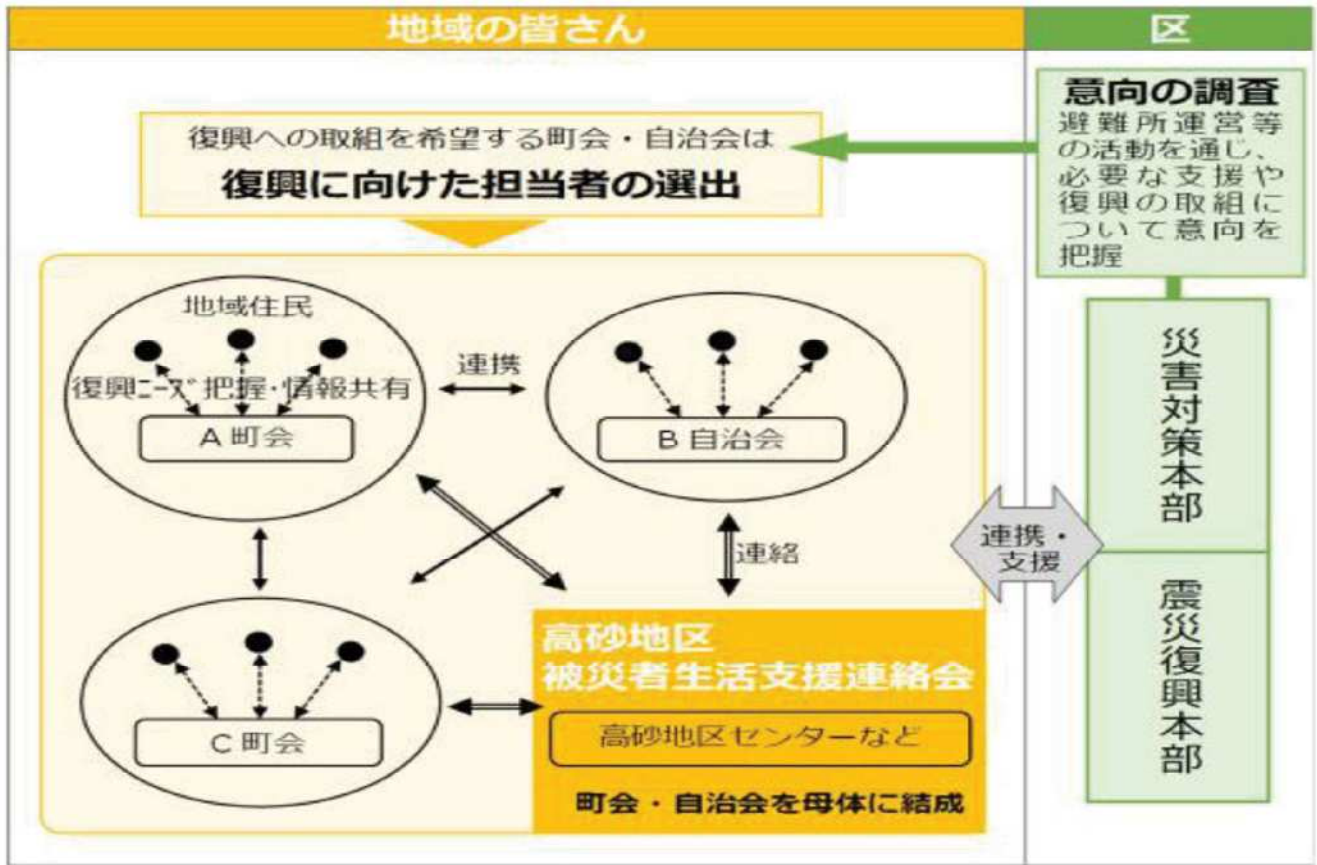 地域の皆さん
区
意向の調査
避難所運営等
の活動を通じ、
必要な支援や
復興の取組に
ついて意向を
把握
復興への取組を希望する町会・自治会は
復興に向けた担当者の選出
地域住民
復興ﾆｰｽﾞ把握・情報共有
A 町会
連携
B 自治会
連絡
C 町会
高砂地区
被災者生活支援連絡会
高砂地区センターなど
町会・自治会を母体に結成
連携・
支援
災害対策本部
震災復興本部